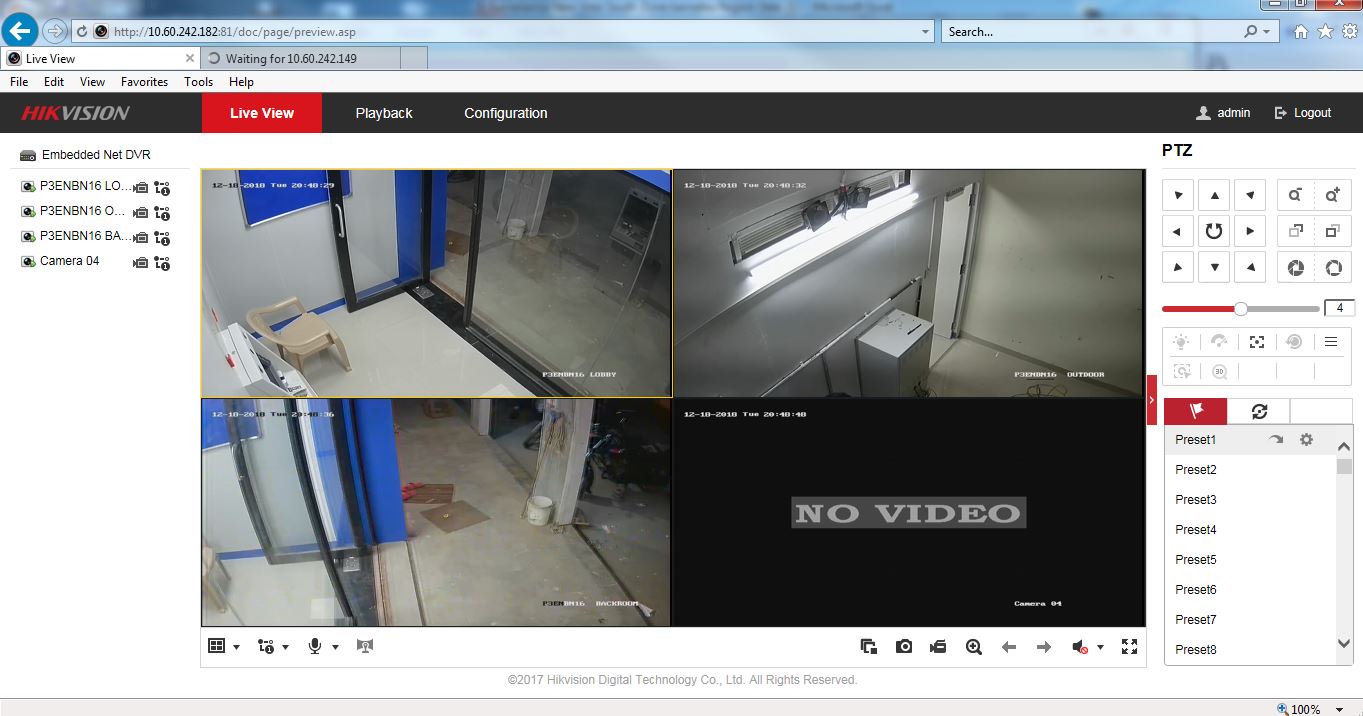 http://10.60.242.182:81/doc/page/preview.asp
Search...
Live View
Waiting for 10.60.242.149
File Edit View Favorites Tools Help
HIKVISION
Live View Playback Configuration
admin Logout
Embedded Net DVR
P3ENBN16 LO...
P3ENBN16 O...
P3ENBN16 BA...
Camera 04
12-18-2018 Tue 20:48:29
P3ENBN16 LOBBY
12-18-2018 Tue 20:48:32
P3ENBN16 OUTDOOR
12-18-2018 Tue 20:48:36
P3ENBN16 BACKROOM
12-18-2018 Tue 20:48:48
NO VIDEO
Camera 04
PTZ
4
3D
Preset1
Preset2
Preset3
Preset4
Preset5
Preset6
Preset7
Preset8
©2017 Hikvision Digital Technology Co., Ltd. All Rights Reserved.
100%